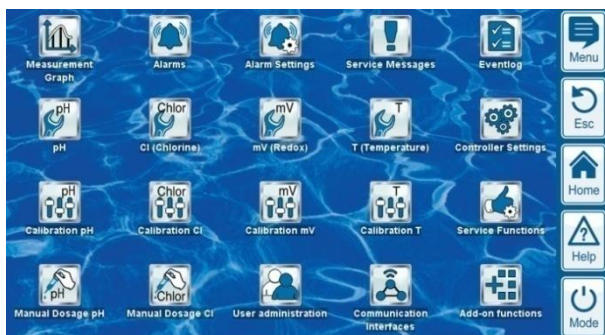 Measurement
Graph
Alarms
Alarm Settings
Service Messages
Eventlog
Menu
pH
pH
Chlor
Cl (Chlorine)
mV
mV (Redox)
T
T (Temperature)
Controller Settings
Esc
pH
Calibration pH
Chlor
Calibration Cl
mV
Calibration mV
T
Calibration T
Service Functions
Home
?
Help
pH
Manual Dosage pH
Chlor
Manual Dosage Cl
User administration
Communication
Interfaces
Add-on functions
Mode